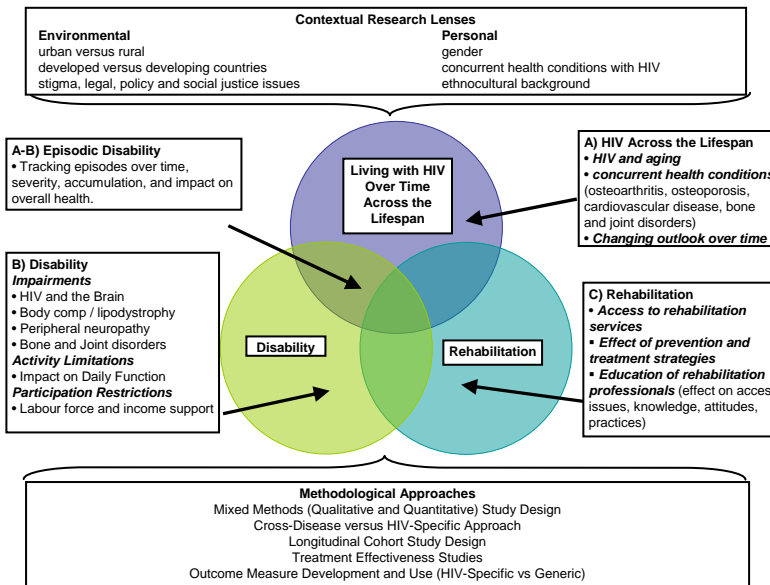 Contextual Research Lenses
Environmental
urban versus rural
developed versus developing countries
stigma, legal, policy and social justice issues
Personal
gender
concurrent health conditions with HIV
ethnocultural background
A-B) Episodic Disability
• Tracking episodes over time,
severity, accumulation, and impact on
overall health.
Living with HIV
Over Time
Across the
Lifespan
A) HIV Across the Lifespan
• HIV and aging
• concurrent health conditions
(osteoarthritis, osteoporosis,
cardiovascular disease, bone
and joint disorders)
• Changing outlook over time
B) Disability
Impairments
• HIV and the Brain
• Body comp / lipodystrophy
• Peripheral neuropathy
• Bone and Joint disorders
Activity Limitations
• Impact on Daily Function
Participation Restrictions
• Labour force and income support
Disability
Rehabilitation
C) Rehabilitation
• Access to rehabilitation
services
▪ Effect of prevention and
treatment strategies
▪ Education of rehabilitation
professionals (effect on access
issues, knowledge, attitudes,
practices)
Methodological Approaches
Mixed Methods (Qualitative and Quantitative) Study Design
Cross-Disease versus HIV-Specific Approach
Longitudinal Cohort Study Design
Treatment Effectiveness Studies
Outcome Measure Development and Use (HIV-Specific vs Generic)